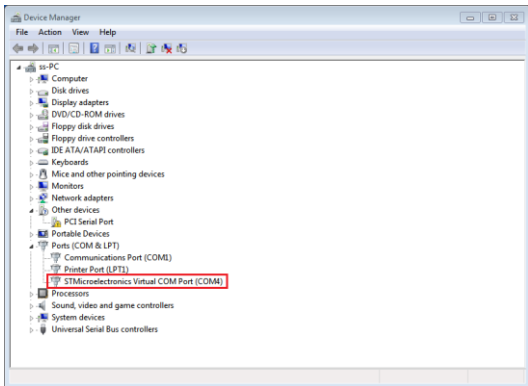 Device Manager
File Action View Help
ss-PC
Computer
Disk drives
Display adapters
DVD/CD-ROM drives
Floppy disk drives
Floppy drive controllers
IDE ATA/ATAPI controllers
Keyboards
Mice and other pointing devices
Monitors
Network adapters
Other devices
PCI Serial Port
Portable Devices
Ports (COM & LPT)
Communications Port (COM1)
Printer Port (LPT1)
STMicroelectronics Virtual COM Port (COM4)
Processors
Sound, video and game controllers
System devices
Universal Serial Bus controllers